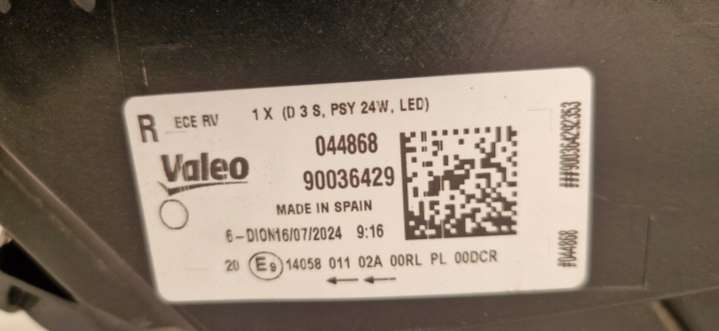 R ECE RV 1 X (D 3 S, PSY 24W, LED)
Valeo 044868
90036429
MADE IN SPAIN
6-DION16/07/2024 9:16
20 E9 14058 011 02A 00RL PL 00DCR
###900364292353
#044868